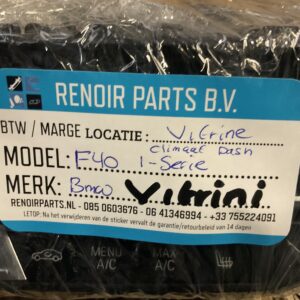 RENOIR PARTS B.V.
BTW / MARGE LOCATIE : Vitrine
climaat Dash
MODEL: F40 1-Serie
MERK: Bmw Vitrini
RENOIRPARTS.NL - 085 0603676 - 06 41346994 - +33 755224091
LETOP: Na het verwijderen van de sticker vervalt de garantie/retourbeleid van 14 dagen
MENU MAX
A/C A/C